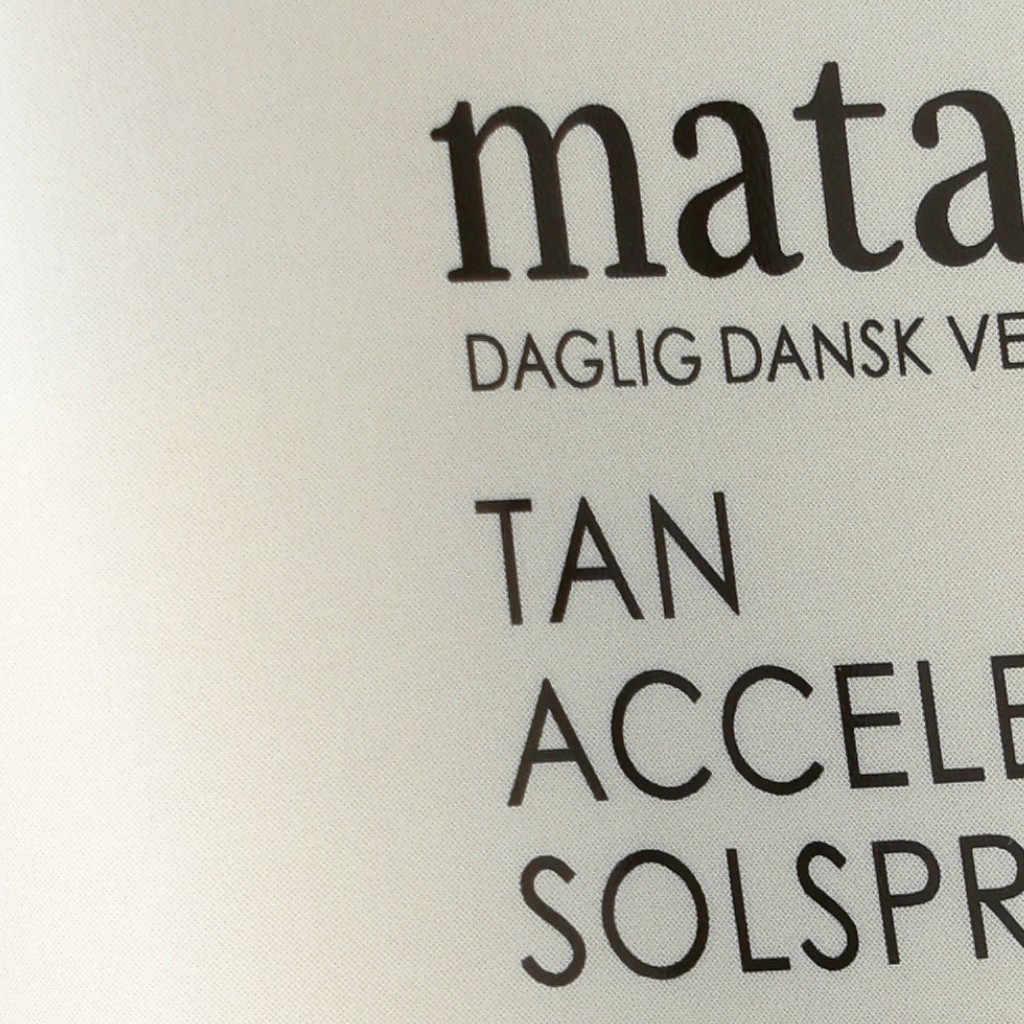 mata
DAGLIG DANSK VE
TAN
ACCELE
SOLSPR